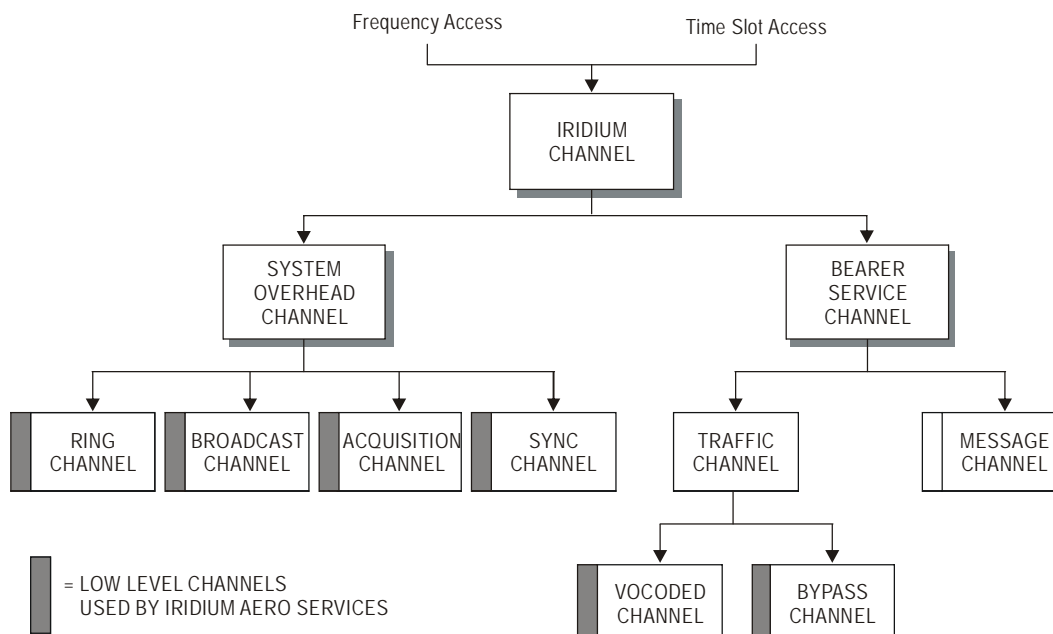 Frequency Access
Time Slot Access
IRIDIUM
CHANNEL
SYSTEM
OVERHEAD
CHANNEL
BEARER
SERVICE
CHANNEL
RING
CHANNEL
BROADCAST
CHANNEL
ACQUISITION
CHANNEL
SYNC
CHANNEL
TRAFFIC
CHANNEL
MESSAGE
CHANNEL
VOCODED
CHANNEL
BYPASS
CHANNEL
= LOW LEVEL CHANNELS
USED BY IRIDIUM AERO SERVICES